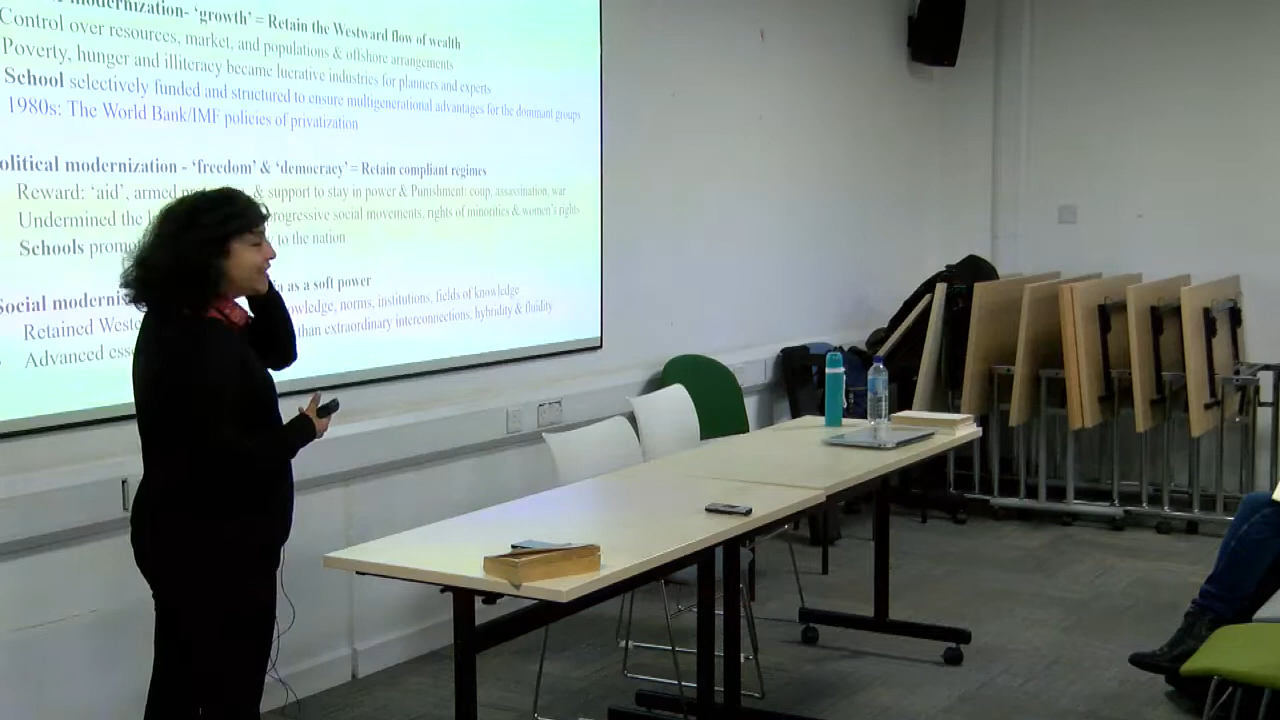 modernization- ‘growth’ = Retain the Westward flow of wealth
Control over resources, market, and populations & offshore arrangements
Poverty, hunger and illiteracy became lucrative industries for planners and experts
School selectively funded and structured to ensure multigenerational advantages for the dominant groups
1980s: The World Bank/IMF policies of privatization
olitical modernization - ‘freedom’ & ‘democracy’ = Retain compliant regimes
Reward: ‘aid’, armed & support to stay in power & Punishment: coup, assassination, war
Undermined the progressive social movements, rights of minorities & women’s rights
Schools to the nation
Social as a soft power
Retained norms, institutions, fields of knowledge
Advanced than extraordinary interconnections, hybridity & fluidity